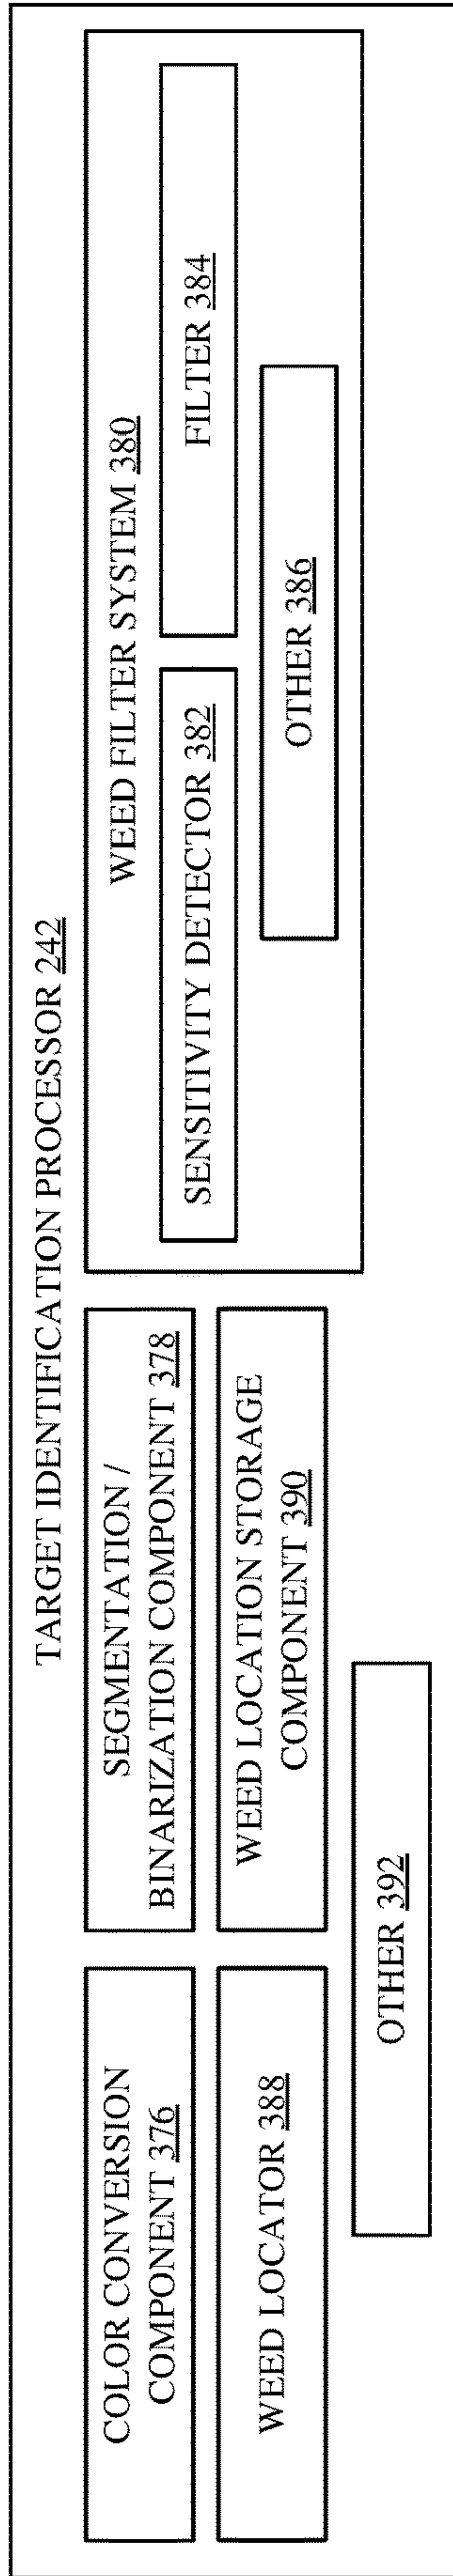 TARGET IDENTIFICATION PROCESSOR 242
COLOR CONVERSION
COMPONENT 376
SEGMENTATION /
BINARIZATION COMPONENT 378
WEED FILTER SYSTEM 380
SENSITIVITY DETECTOR 382
FILTER 384
OTHER 386
WEED LOCATOR 388
WEED LOCATION STORAGE
COMPONENT 390
OTHER 392